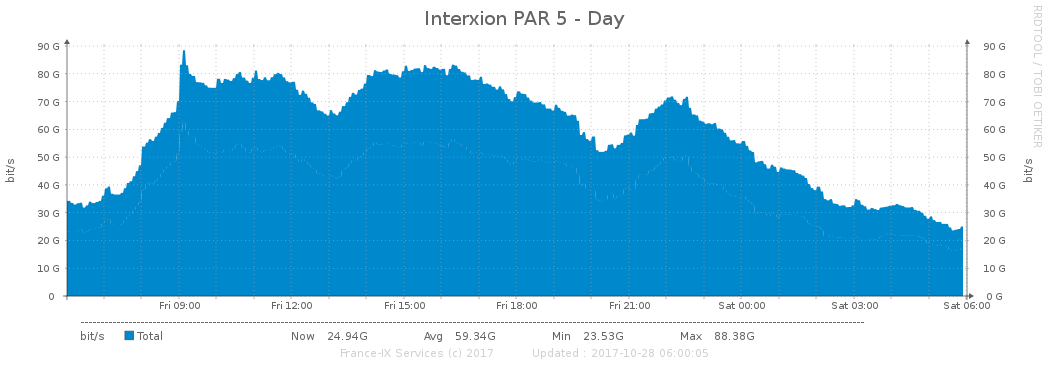 Interxion PAR 5 - Day
RRDTOOL / TOBI OETIKER
bit/s
90 G
80 G
70 G
60 G
50 G
40 G
30 G
20 G
10 G
0
90 G
80 G
70 G
60 G
50 G
40 G
30 G
20 G
10 G
0 G
bit/s
Fri 09:00 Fri 12:00 Fri 15:00 Fri 18:00 Fri 21:00 Sat 00:00 Sat 03:00 Sat 06:00
bit/s Total Now 24.94G Avg 59.34G Min 23.53G Max 88.38G
France-IX Services (c) 2017 Updated : 2017-10-28 06:00:05